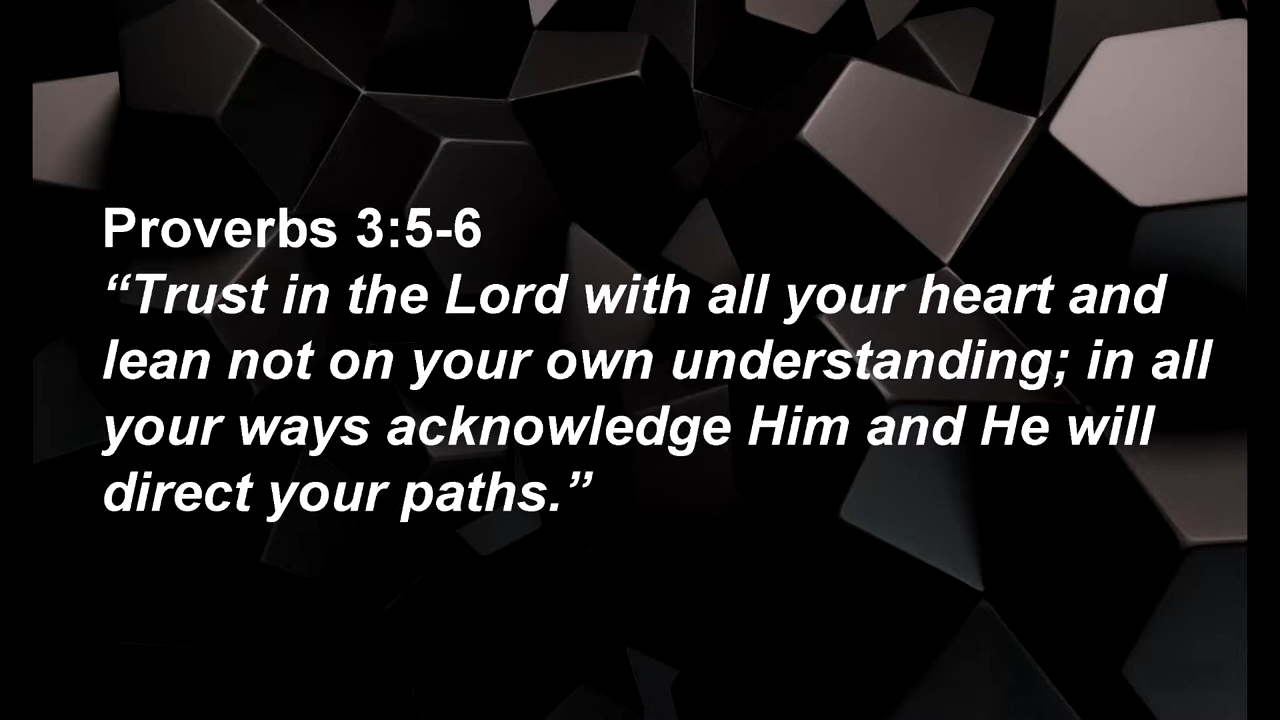 Proverbs 3:5-6
“Trust in the Lord with all your heart and
lean not on your own understanding; in all
your ways acknowledge Him and He will
direct your paths.”